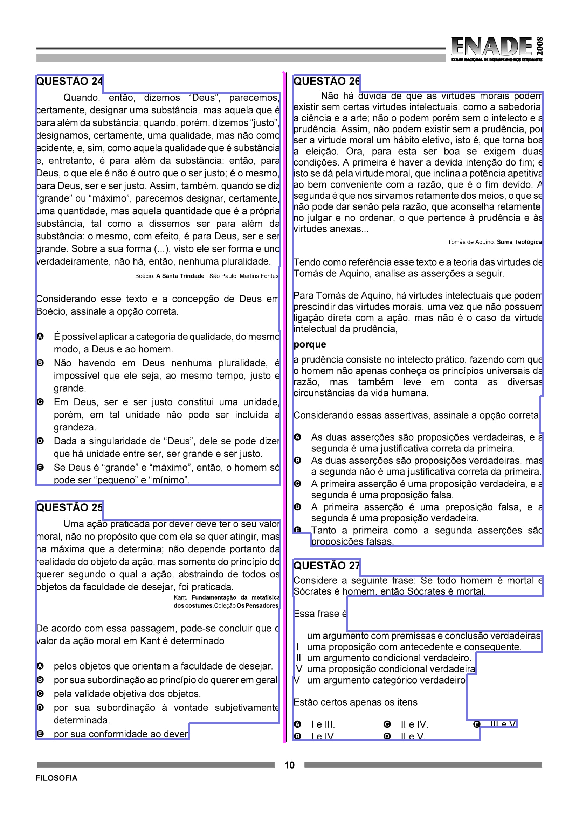 ENADE 2008
EXAME NACIONAL DE DESEMPENHO DOS ESTUDANTES
QUESTÃO 24
Quando, então, dizemos “Deus”, parecemos,
certamente, designar uma substância, mas aquela que é
para além da substância; quando, porém, dizemos “justo”,
designamos, certamente, uma qualidade, mas não como
acidente, e, sim, como aquela qualidade que é substância
e, entretanto, é para além da substância, então, para
Deus, o que ele é não é outro que o ser justo; é o mesmo,
para Deus, ser e ser justo. Assim, também, quando se diz
“grande” ou “máximo”, parecemos designar, certamente,
uma quantidade, mas aquela quantidade que é a própria
substância, tal como a dissemos ser para além da
substância: o mesmo, com efeito, é para Deus, ser e ser
grande. Sobre a sua forma (...), visto ele ser forma e uno
verdadeiramente, não há, então, nenhuma pluralidade.
Boécio. A Santa Trindade. São Paulo: Martins Fontes
Considerando esse texto e a concepção de Deus em
Boécio, assinale a opção correta.
A É possível aplicar a categoria de qualidade, do mesmo
modo, a Deus e ao homem.
B Não havendo em Deus nenhuma pluralidade, é
impossível que ele seja, ao mesmo tempo, justo e
grande.
C Em Deus, ser e ser justo constitui uma unidade,
porém, em tal unidade não pode ser incluída a
grandeza.
D Dada a singularidade de “Deus”, dele se pode dizer
que há unidade entre ser, ser grande e ser justo.
E Se Deus é “grande” e “máximo”, então, o homem só
pode ser “pequeno” e “mínimo”.
QUESTÃO 25
Uma ação praticada por dever deve ter o seu valor
moral, não no propósito que com ela se quer atingir, mas
na máxima que a determina; não depende portanto da
realidade do objeto da ação, mas somente do princípio do
querer segundo o qual a ação, abstraindo de todos os
objetos da faculdade de desejar, foi praticada.
Kant. Fundamentação da metafísica
dos costumes. Coleção Os Pensadores.
De acordo com essa passagem, pode-se concluir que o
valor da ação moral em Kant é determinado
A pelos objetos que orientam a faculdade de desejar.
B por sua subordinação ao princípio do querer em geral.
C pela validade objetiva dos objetos.
D por sua subordinação à vontade subjetivamente
determinada.
E por sua conformidade ao dever.
QUESTÃO 26
Não há dúvida de que as virtudes morais podem
existir sem certas virtudes intelectuais, como a sabedoria,
a ciência e a arte; não o podem porém sem o intelecto e a
prudência. Assim, não podem existir sem a prudência, por
ser a virtude moral um hábito eletivo, isto é, que torna boa
a eleição. Ora, para esta ser boa se exigem duas
condições. A primeira é haver a devida intenção do fim; e
isto se dá pela virtude moral, que inclina a potência apetitiva
ao bem conveniente com a razão, que é o fim devido. A
segunda é que nos sirvamos retamente dos meios, o que se
não pode dar senão pela razão, que aconselha retamente,
no julgar e no ordenar, o que pertence à prudência e às
virtudes anexas...
Tomás de Aquino. Suma Teológica.
Tendo como referência esse texto e a teoria das virtudes de
Tomás de Aquino, analise as asserções a seguir.
Para Tomás de Aquino, há virtudes intelectuais que podem
prescindir das virtudes morais, uma vez que não possuem
ligação direta com a ação, mas não é o caso da virtude
intelectual da prudência,
porque
a prudência consiste no intelecto prático, fazendo com que
o homem não apenas conheça os princípios universais da
razão, mas também leve em conta as diversas
circunstâncias da vida humana.
Considerando essas assertivas, assinale a opção correta.
A As duas asserções são proposições verdadeiras, e a
segunda é uma justificativa correta da primeira.
B As duas asserções são proposições verdadeiras, mas
a segunda não é uma justificativa correta da primeira.
C A primeira asserção é uma proposição verdadeira, e a
segunda é uma proposição falsa.
D A primeira asserção é uma preposição falsa, e a
segunda é uma proposição verdadeira.
E Tanto a primeira como a segunda asserções são
proposições falsas.
QUESTÃO 27
Considere a seguinte frase: Se todo homem é mortal e
Sócrates é homem, então Sócrates é mortal.
Essa frase é
um argumento com premissas e conclusão verdadeiras.
I uma proposição com antecedente e consequente.
II um argumento condicional verdadeiro.
V uma proposição condicional verdadeira.
V um argumento categórico verdadeiro.
Estão certos apenas os itens
A I e III. C II e IV. E III e V.
B I e IV. D II e V.
10
FILOSOFIA